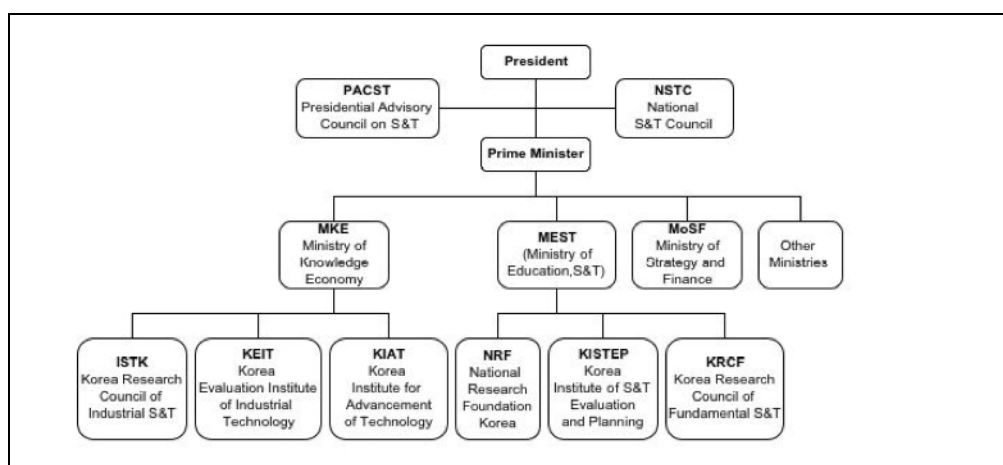 President
PACST
Presidential Advisory
Council on S&T
NSTC
National
S&T Council
Prime Minister
MKE
Ministry of
Knowledge
Economy
MEST
(Ministry of
Education,S&T)
MoSF
Ministry of
Strategy and
Finance
Other
Ministries
ISTK
Korea Research
Council of
Industrial S&T
KEIT
Korea
Evaluation Institute
of Industrial
Technology
KIAT
Korea
Institute for
Advancement
of Technology
NRF
National
Research
Foundation
Korea
KISTEP
Korea
Institute of S&T
Evaluation
and Planning
KRCF
Korea Research
Council of
Fundamental S&T